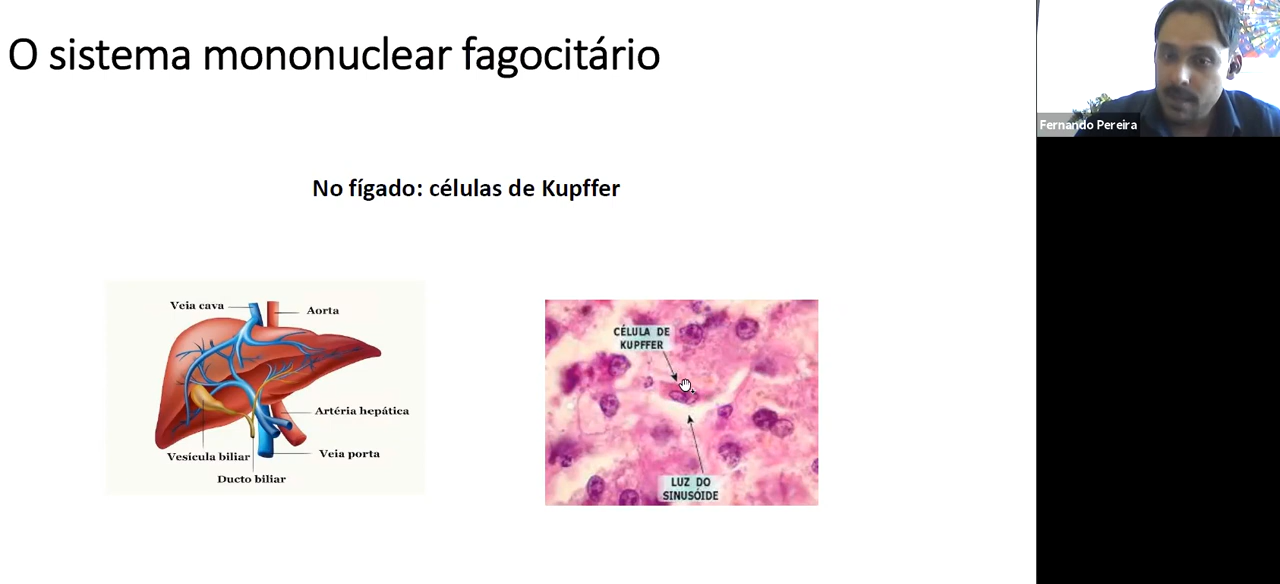 O sistema mononuclear fagocitário
Fernando Pereira
No fígado: células de Kupffer
Veia cava
Aorta
Artéria hepática
Vesícula biliar
Veia porta
Ducto biliar
CÉLULA DE
KUPFFER
LUZ DO
SINUSÓIDE